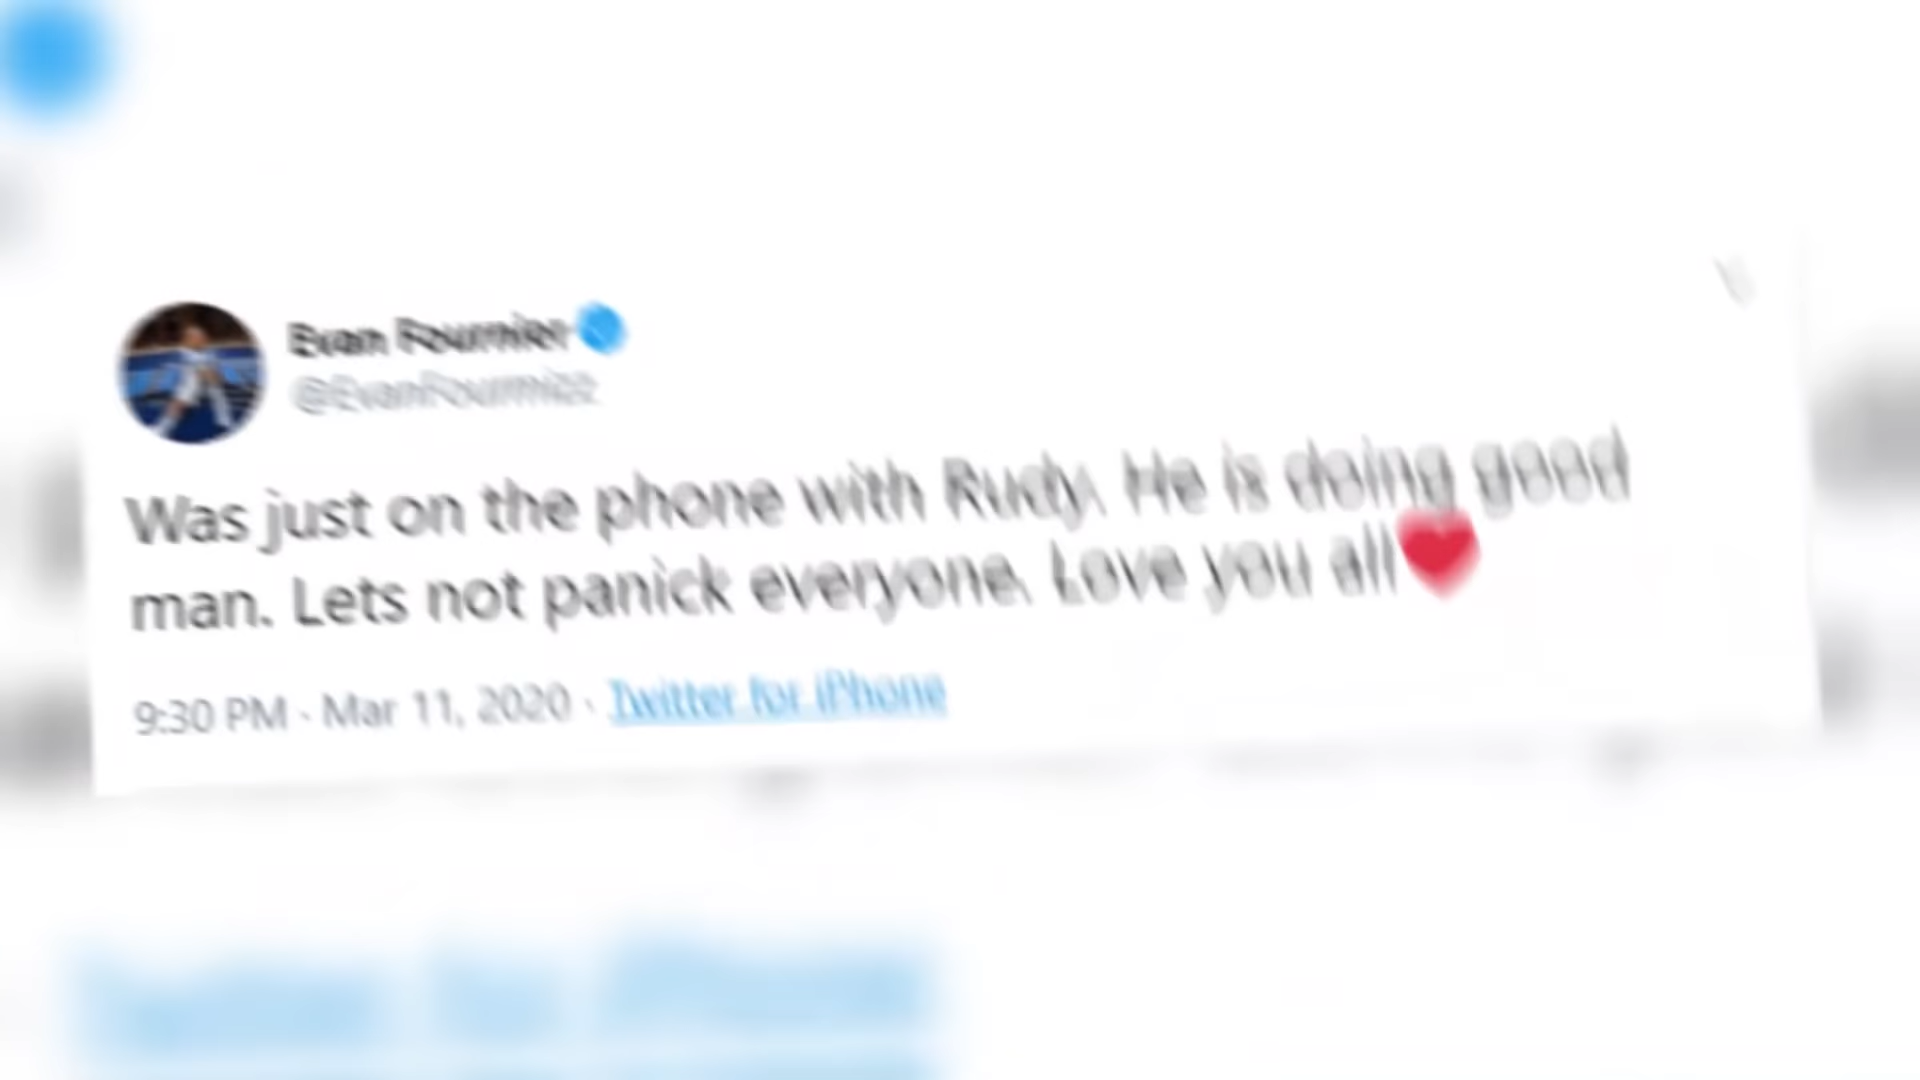 Evan Fournier
@EvanFournier
Was just on the phone with Rudy. He is doing good
man. Lets not panick everyone. Love you all❤
9:30 PM · Mar 11, 2020 · Twitter for iPhone